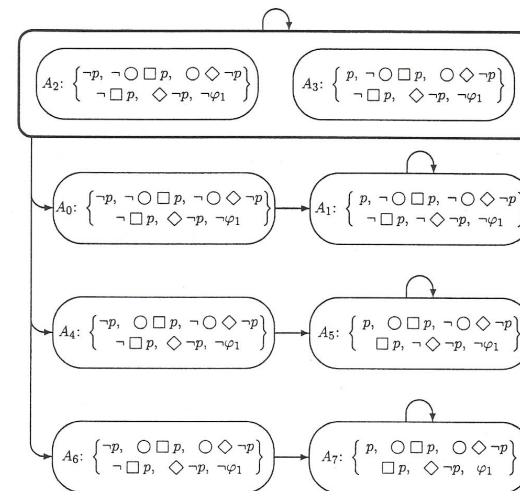 A₂: {¬p, ¬○□p, ○◇¬p
¬□p, ◇¬p, ¬φ₁}
A₃: {p, ¬○□p, ○◇¬p
¬□p, ◇¬p, ¬φ₁}
A₀: {¬p, ¬○□p, ¬○◇¬p
¬□p, ◇¬p, ¬φ₁}
A₁: {p, ¬○□p, ¬○◇¬p
¬□p, ¬◇¬p, ¬φ₁}
A₄: {¬p, ○□p, ¬○◇¬p
¬□p, ◇¬p, ¬φ₁}
A₅: {p, ○□p, ¬○◇¬p
□p, ¬◇¬p, ¬φ₁}
A₆: {¬p, ○□p, ○◇¬p
¬□p, ◇¬p, ¬φ₁}
A₇: {p, ○□p, ○◇¬p
□p, ◇¬p, φ₁}